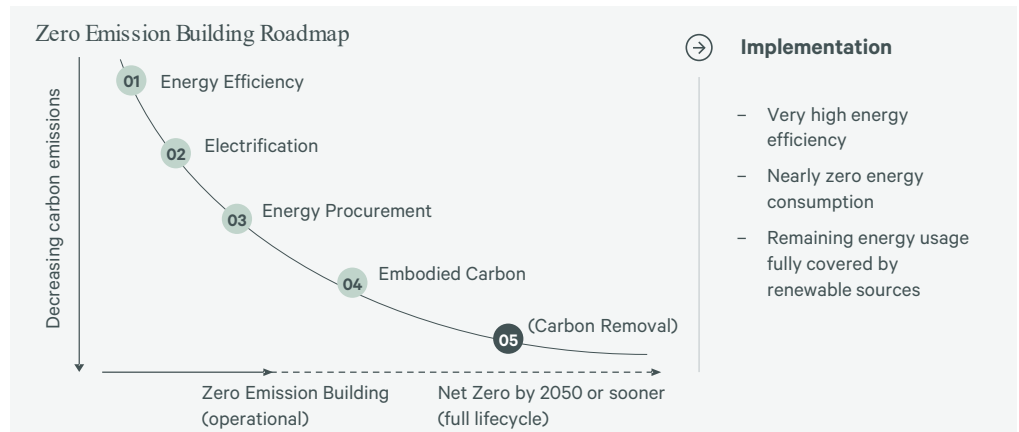 Zero Emission Building Roadmap
Decreasing carbon emissions
01 Energy Efficiency
02 Electrification
03 Energy Procurement
04 Embodied Carbon
05 (Carbon Removal)
Zero Emission Building
(operational)
Net Zero by 2050 or sooner
(full lifecycle)
Implementation
– Very high energy
efficiency
– Nearly zero energy
consumption
– Remaining energy usage
fully covered by
renewable sources